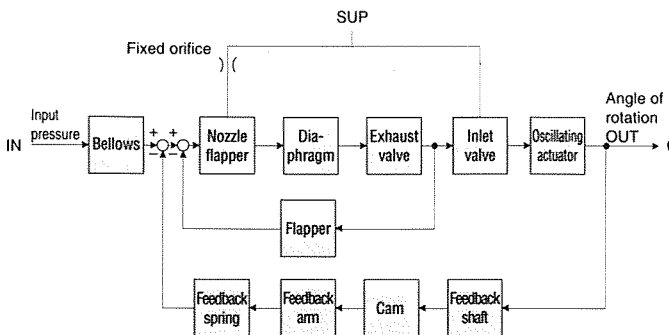 SUP
Fixed orifice
Input
pressure
IN
Bellows
+
−
+
−
Nozzle
flapper
Dia-
phragm
Exhaust
valve
Inlet
valve
Oscillating
actuator
Angle of
rotation
OUT
Flapper
Feedback
spring
Feedback
arm
Cam
Feedback
shaft